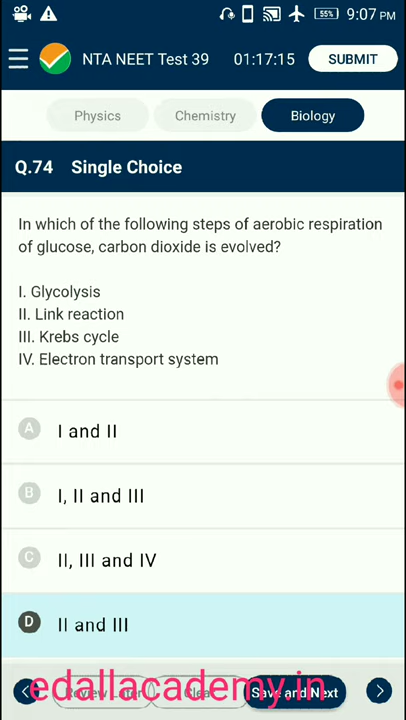 55% 9:07 PM
NTA NEET Test 39 01:17:15 SUBMIT
Physics Chemistry Biology
Q.74 Single Choice
In which of the following steps of aerobic respiration
of glucose, carbon dioxide is evolved?
I. Glycolysis
II. Link reaction
III. Krebs cycle
IV. Electron transport system
A I and II
B I, II and III
C II, III and IV
D II and III
Review Later Clear Save and Next
edallacademy.in